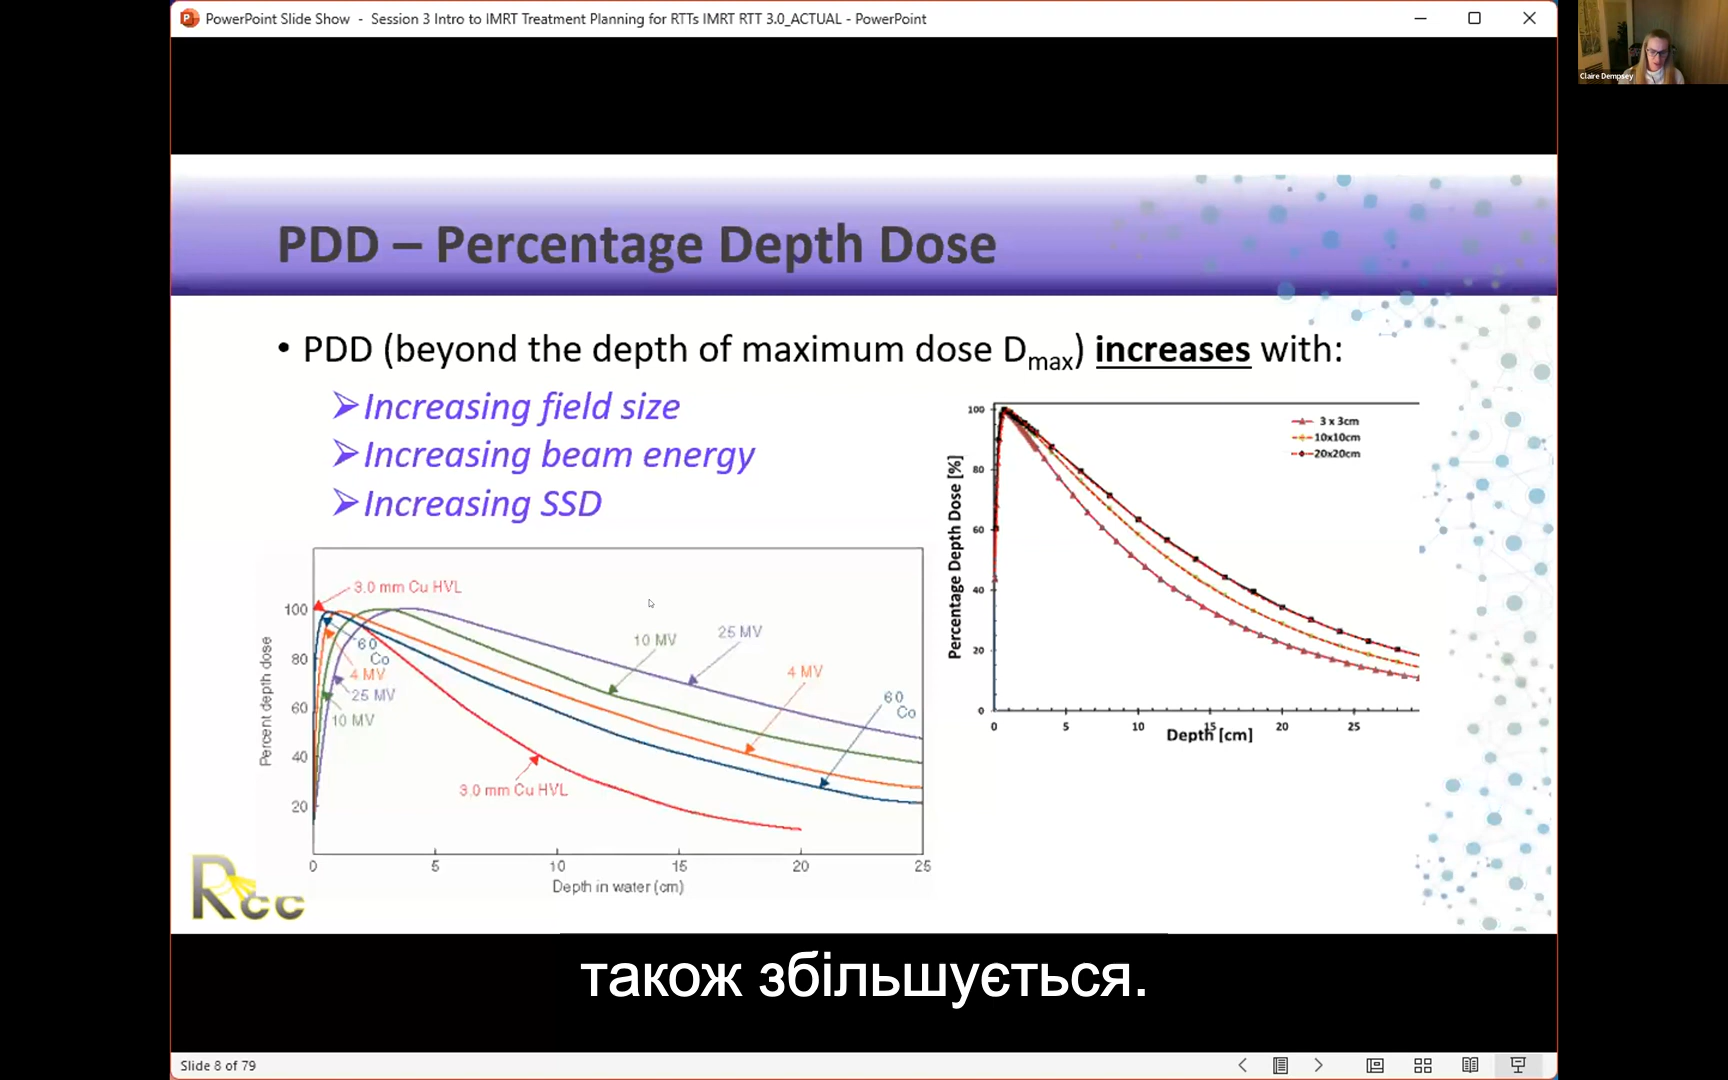 PowerPoint Slide Show - Session 3 Intro to IMRT Treatment Planning for RTTs IMRT RTT 3.0_ACTUAL - PowerPoint
Claire Dempsey
PDD – Percentage Depth Dose
• PDD (beyond the depth of maximum dose Dmax) increases with:
➢Increasing field size
➢Increasing beam energy
➢Increasing SSD
Percent depth dose
100
80
60
40
20
3.0 mm Cu HVL
60
Co
4 MV
25 MV
10 MV
10 MV
25 MV
4 MV
60
Co
3.0 mm Cu HVL
0 5 10 15 20 25
Depth in water (cm)
Percentage Depth Dose [%]
100
80
60
40
20
0
3 x 3cm
10x10cm
20x20cm
0 5 10 15 20 25
Depth [cm]
Rcc
також збільшується.
Slide 8 of 79